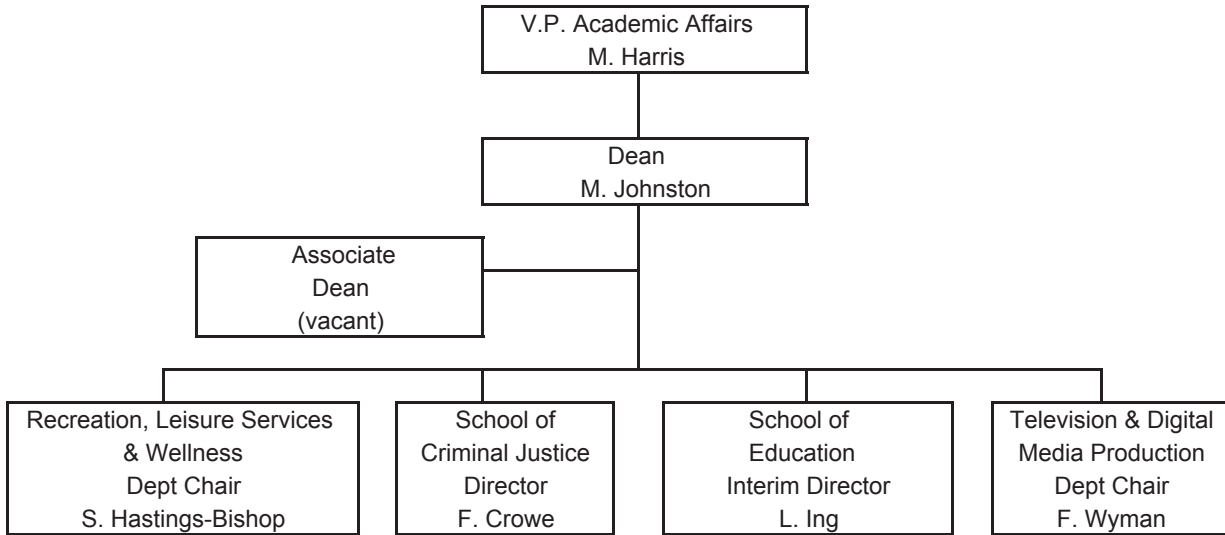 V.P. Academic Affairs
M. Harris
Dean
M. Johnston
Associate
Dean
(vacant)
Recreation, Leisure Services
& Wellness
Dept Chair
S. Hastings-Bishop
School of
Criminal Justice
Director
F. Crowe
School of
Education
Interim Director
L. Ing
Television & Digital
Media Production
Dept Chair
F. Wyman